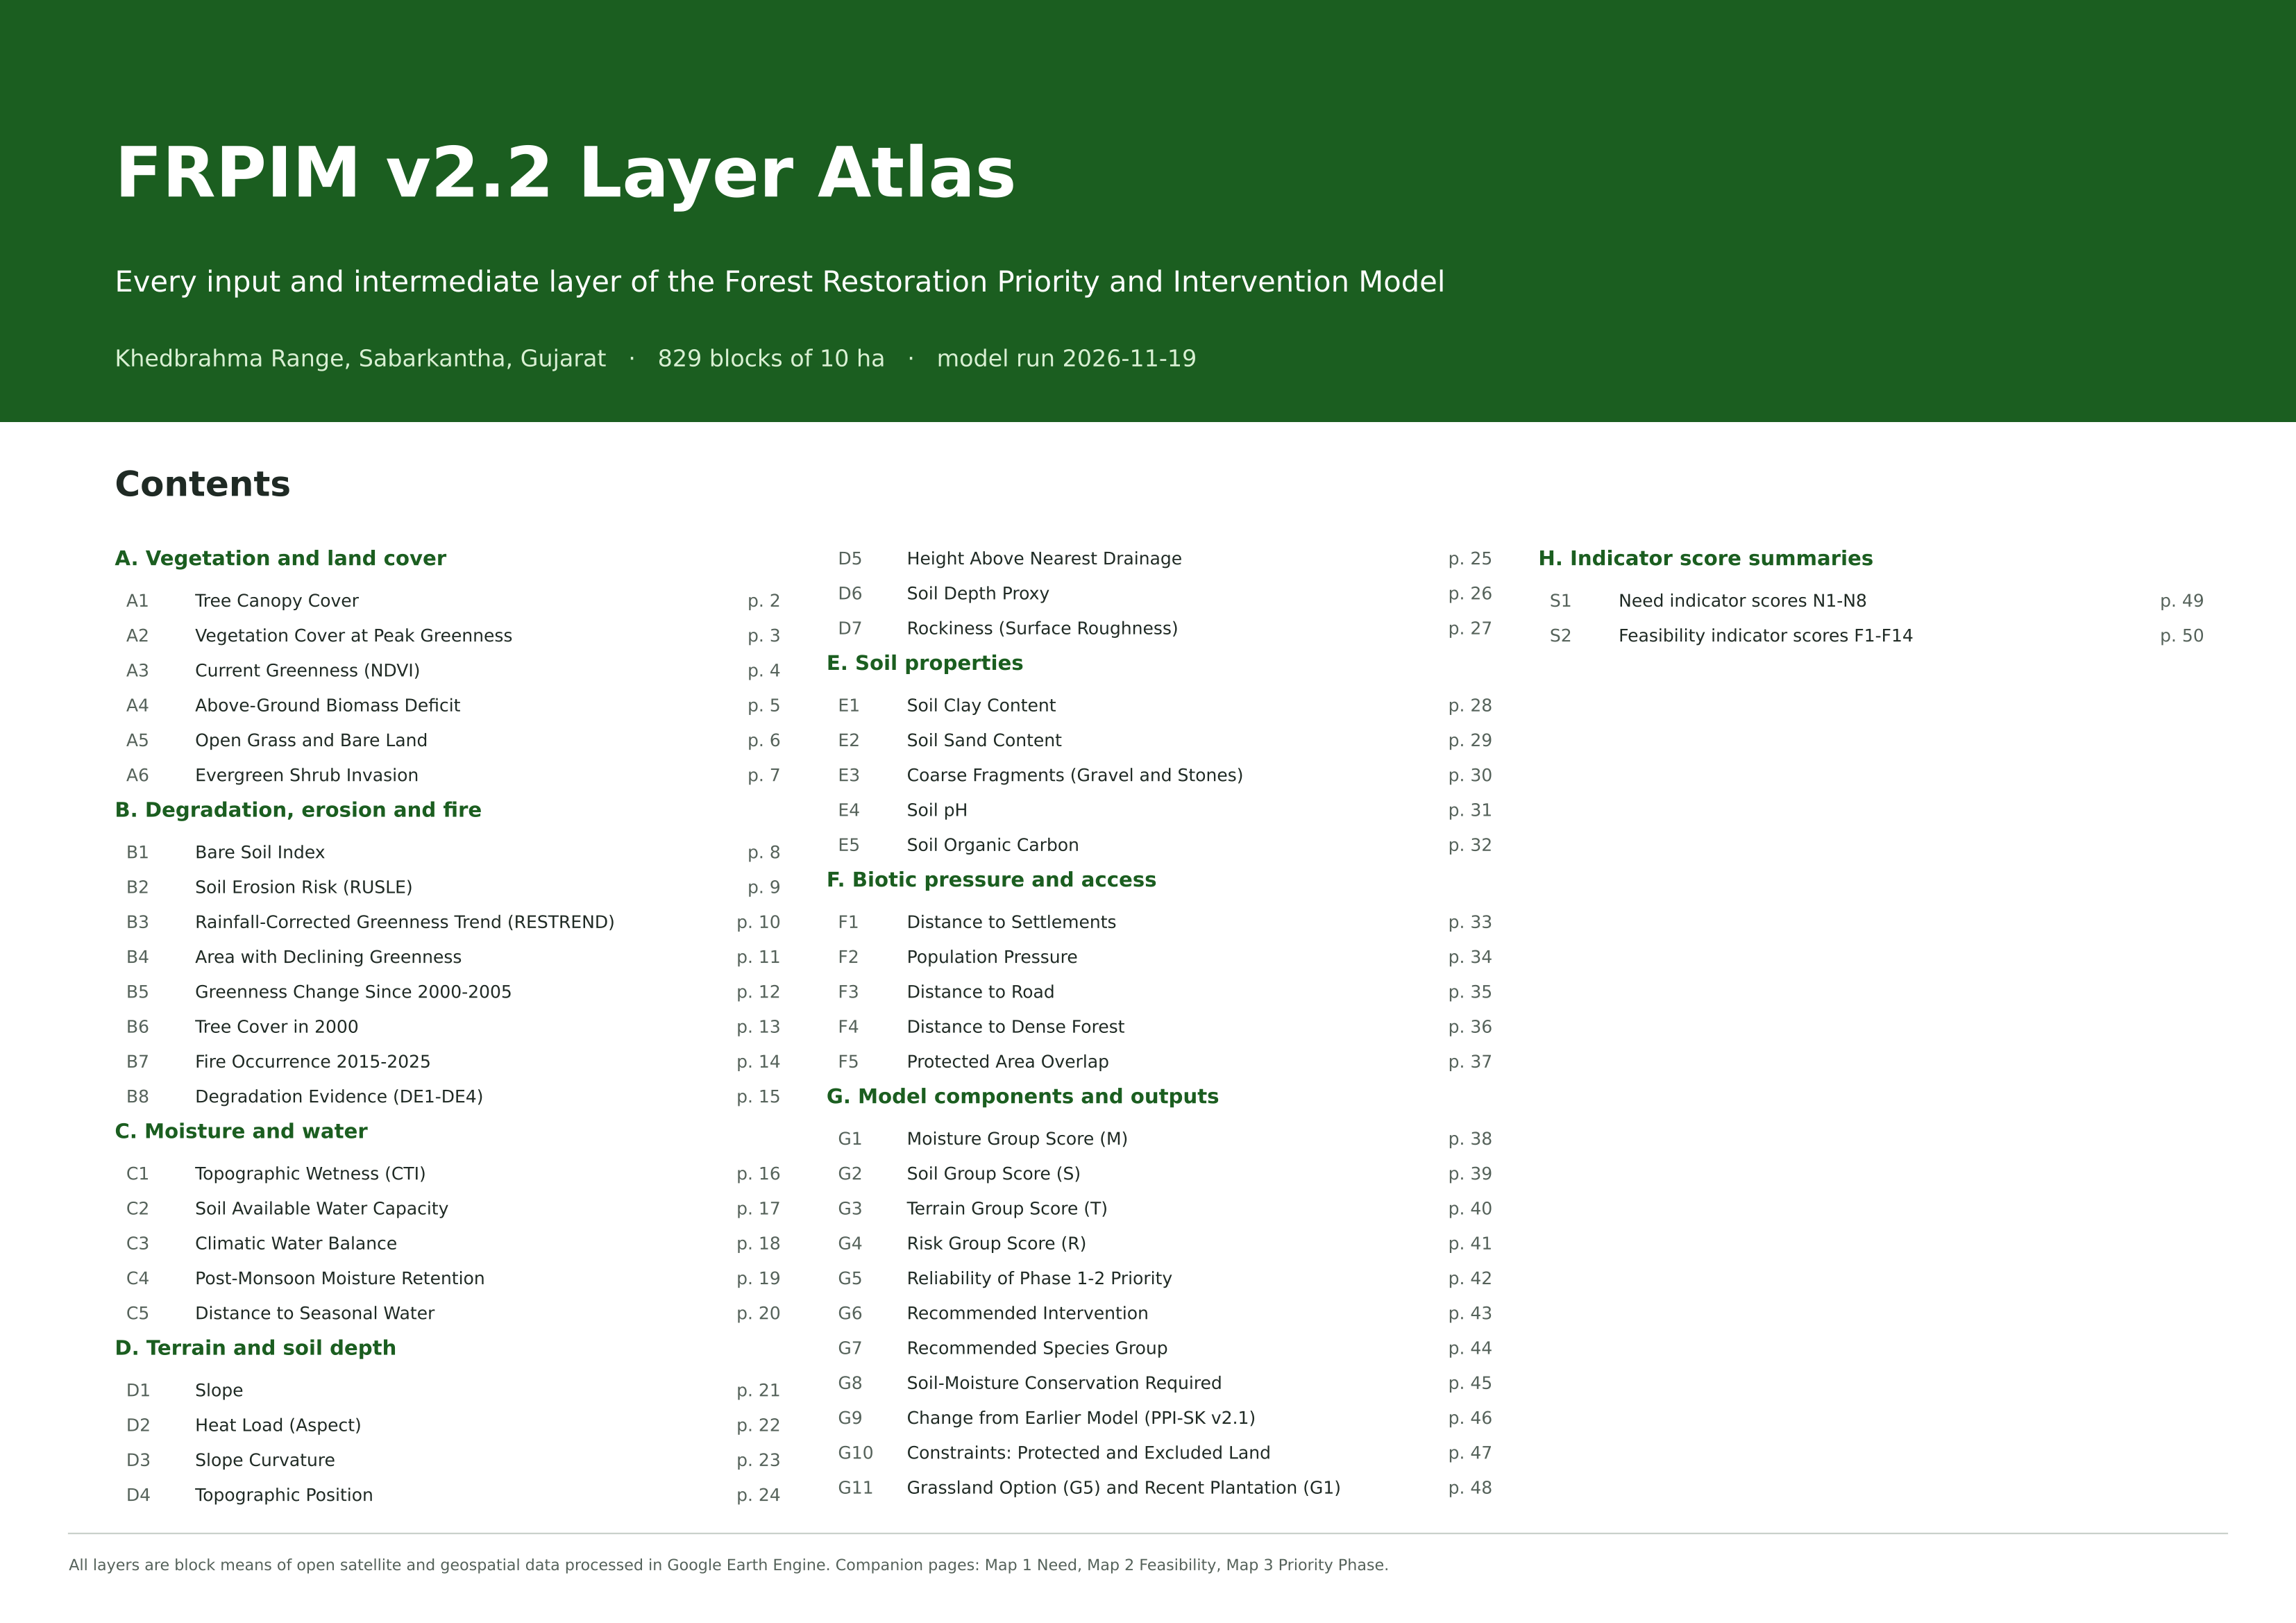 FRPIM v2.2 Layer Atlas
Every input and intermediate layer of the Forest Restoration Priority and Intervention Model
Khedbrahma Range, Sabarkantha, Gujarat · 829 blocks of 10 ha · model run 2026-11-19
Contents
A. Vegetation and land cover
A1 Tree Canopy Cover p. 2
A2 Vegetation Cover at Peak Greenness p. 3
A3 Current Greenness (NDVI) p. 4
A4 Above-Ground Biomass Deficit p. 5
A5 Open Grass and Bare Land p. 6
A6 Evergreen Shrub Invasion p. 7
B. Degradation, erosion and fire
B1 Bare Soil Index p. 8
B2 Soil Erosion Risk (RUSLE) p. 9
B3 Rainfall-Corrected Greenness Trend (RESTREND) p. 10
B4 Area with Declining Greenness p. 11
B5 Greenness Change Since 2000-2005 p. 12
B6 Tree Cover in 2000 p. 13
B7 Fire Occurrence 2015-2025 p. 14
B8 Degradation Evidence (DE1-DE4) p. 15
C. Moisture and water
C1 Topographic Wetness (CTI) p. 16
C2 Soil Available Water Capacity p. 17
C3 Climatic Water Balance p. 18
C4 Post-Monsoon Moisture Retention p. 19
C5 Distance to Seasonal Water p. 20
D. Terrain and soil depth
D1 Slope p. 21
D2 Heat Load (Aspect) p. 22
D3 Slope Curvature p. 23
D4 Topographic Position p. 24
D5 Height Above Nearest Drainage p. 25
D6 Soil Depth Proxy p. 26
D7 Rockiness (Surface Roughness) p. 27
E. Soil properties
E1 Soil Clay Content p. 28
E2 Soil Sand Content p. 29
E3 Coarse Fragments (Gravel and Stones) p. 30
E4 Soil pH p. 31
E5 Soil Organic Carbon p. 32
F. Biotic pressure and access
F1 Distance to Settlements p. 33
F2 Population Pressure p. 34
F3 Distance to Road p. 35
F4 Distance to Dense Forest p. 36
F5 Protected Area Overlap p. 37
G. Model components and outputs
G1 Moisture Group Score (M) p. 38
G2 Soil Group Score (S) p. 39
G3 Terrain Group Score (T) p. 40
G4 Risk Group Score (R) p. 41
G5 Reliability of Phase 1-2 Priority p. 42
G6 Recommended Intervention p. 43
G7 Recommended Species Group p. 44
G8 Soil-Moisture Conservation Required p. 45
G9 Change from Earlier Model (PPI-SK v2.1) p. 46
G10 Constraints: Protected and Excluded Land p. 47
G11 Grassland Option (G5) and Recent Plantation (G1) p. 48
H. Indicator score summaries
S1 Need indicator scores N1-N8 p. 49
S2 Feasibility indicator scores F1-F14 p. 50
All layers are block means of open satellite and geospatial data processed in Google Earth Engine. Companion pages: Map 1 Need, Map 2 Feasibility, Map 3 Priority Phase.